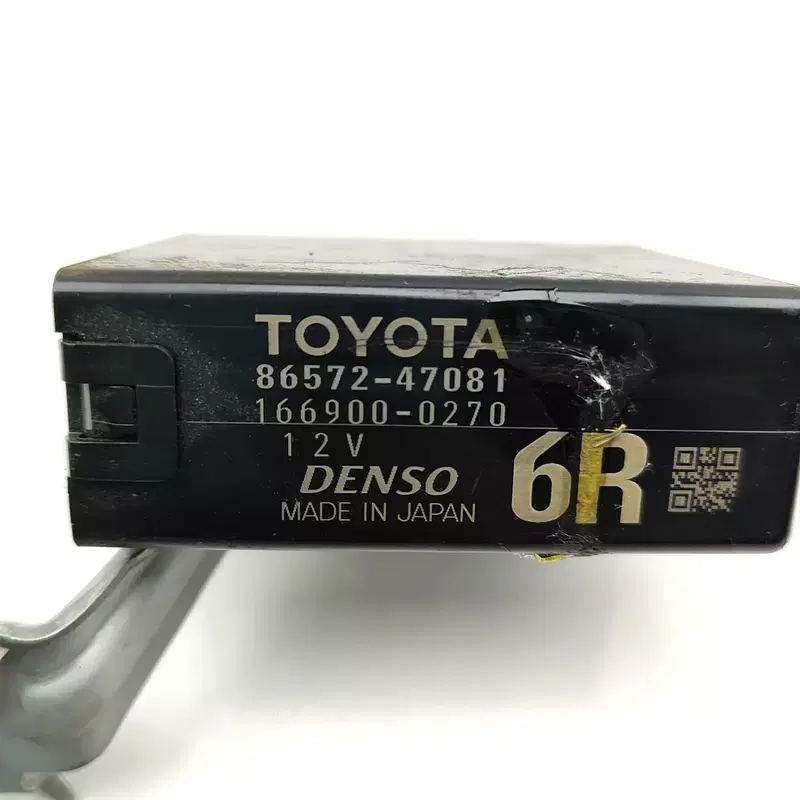 TOYOTA
86572-47081
166900-0270
12V
DENSO
MADE IN JAPAN
6R